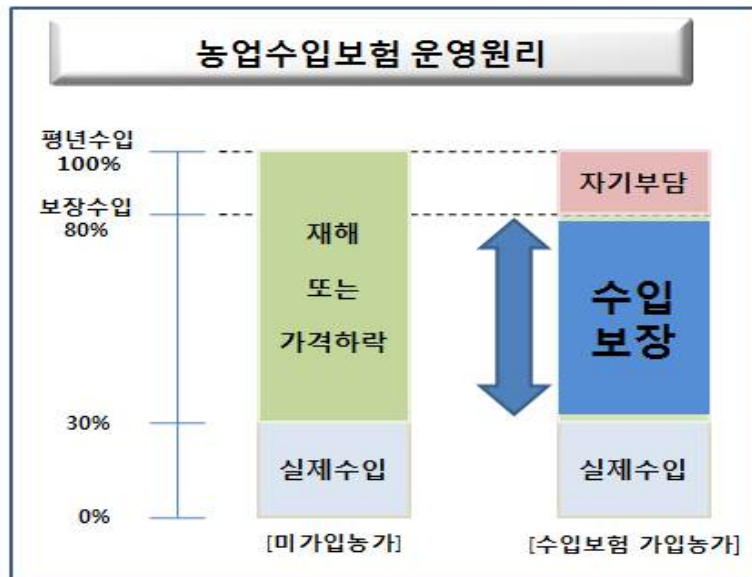 농업수입보험 운영원리
평년수입
100%
보장수입
80%
30%
0%
재해
또는
가격하락
실제수입
[미가입농가]
자기부담
수입
보장
실제수입
[수입보험 가입농가]